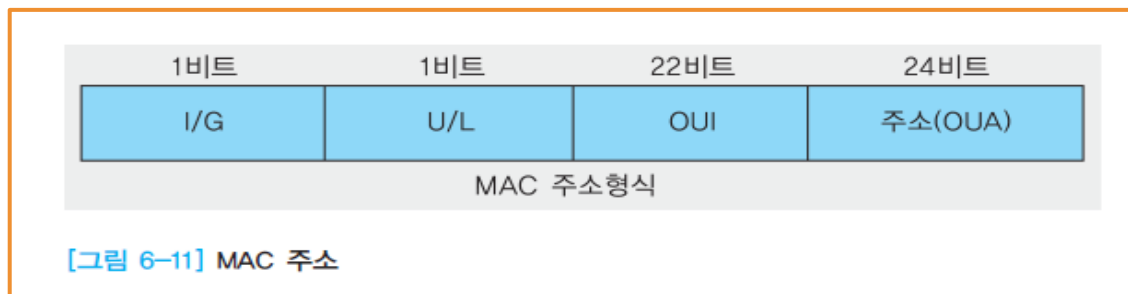 1비트 1비트 22비트 24비트
I/G U/L OUI 주소(OUA)
MAC 주소형식
[그림 6-11] MAC 주소